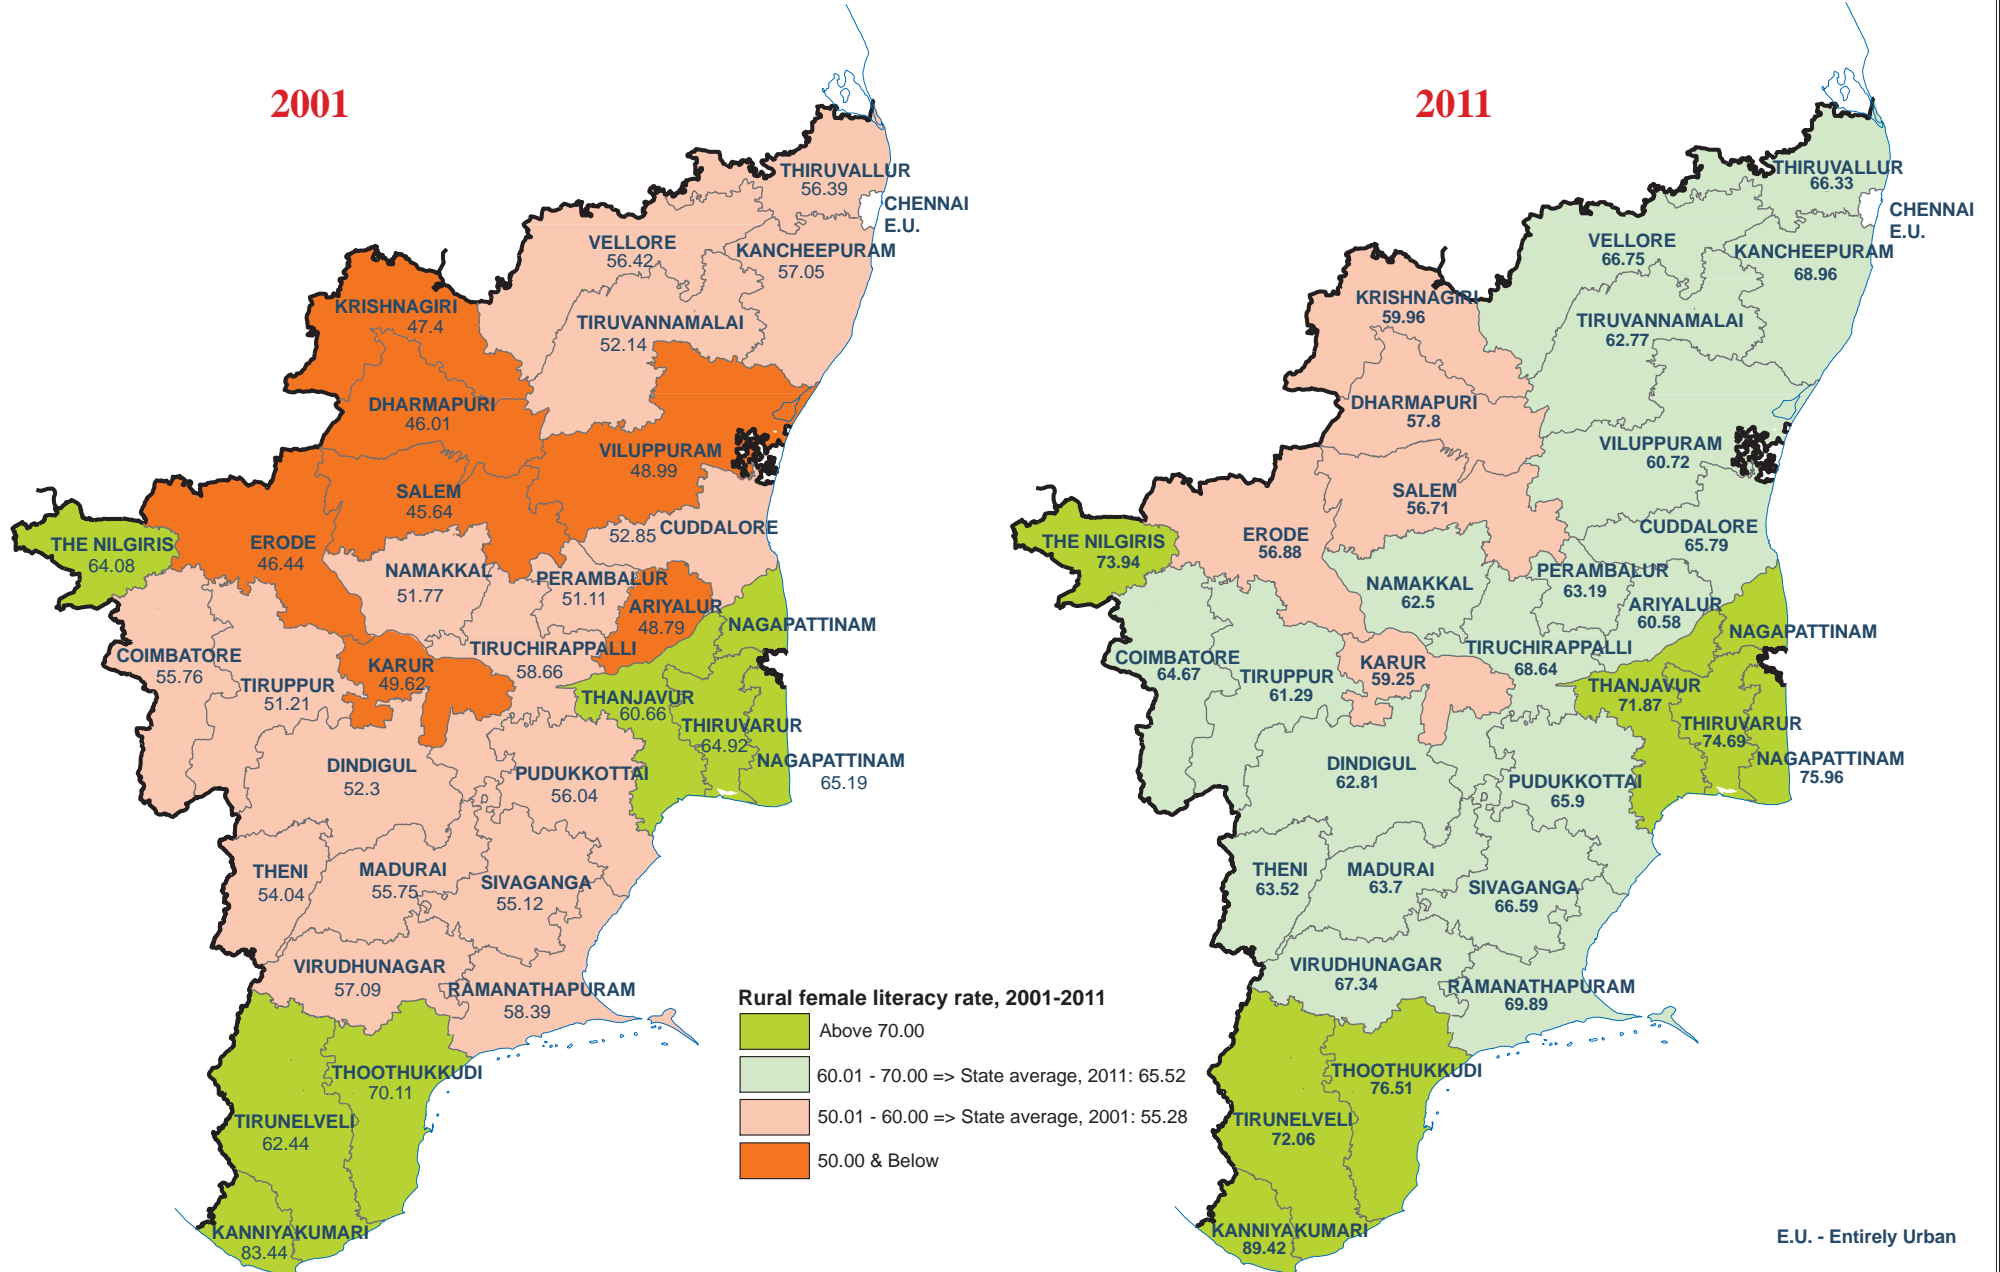 2001
THIRUVALLUR
56.39
CHENNAI
E.U.
VELLORE
56.42
KANCHEEPURAM
57.05
KRISHNAGIRI
47.4
TIRUVANNAMALAI
52.14
DHARMAPURI
46.01
VILUPPURAM
48.99
SALEM
45.64
CUDDALORE
52.85
THE NILGIRIS
64.08
ERODE
46.44
NAMAKKAL
51.77
PERAMBALUR
51.11
ARIYALUR
48.79
NAGAPATTINAM
COIMBATORE
55.76
TIRUPPUR
51.21
KARUR
49.62
TIRUCHIRAPPALLI
58.66
THANJAVUR
60.66
THIRUVARUR
64.92
NAGAPATTINAM
65.19
DINDIGUL
52.3
PUDUKKOTTAI
56.04
THENI
54.04
MADURAI
55.75
SIVAGANGA
55.12
VIRUDHUNAGAR
57.09
RAMANATHAPURAM
58.39
THOOTHUKKUDI
70.11
TIRUNELVELI
62.44
KANNIYAKUMARI
83.44
Rural female literacy rate, 2001-2011
Above 70.00
60.01 - 70.00 => State average, 2011: 65.52
50.01 - 60.00 => State average, 2001: 55.28
50.00 & Below
2011
THIRUVALLUR
66.33
CHENNAI
E.U.
VELLORE
66.75
KANCHEEPURAM
68.96
KRISHNAGIRI
59.96
TIRUVANNAMALAI
62.77
DHARMAPURI
57.8
VILUPPURAM
60.72
SALEM
56.71
CUDDALORE
65.79
THE NILGIRIS
73.94
ERODE
56.88
NAMAKKAL
62.5
PERAMBALUR
63.19
ARIYALUR
60.58
NAGAPATTINAM
COIMBATORE
64.67
TIRUPPUR
61.29
KARUR
59.25
TIRUCHIRAPPALLI
68.64
THANJAVUR
71.87
THIRUVARUR
74.69
NAGAPATTINAM
75.96
DINDIGUL
62.81
PUDUKKOTTAI
65.9
THENI
63.52
MADURAI
63.7
SIVAGANGA
66.59
VIRUDHUNAGAR
67.34
RAMANATHAPURAM
69.89
THOOTHUKKUDI
76.51
TIRUNELVELI
72.06
KANNIYAKUMARI
89.42
E.U. - Entirely Urban